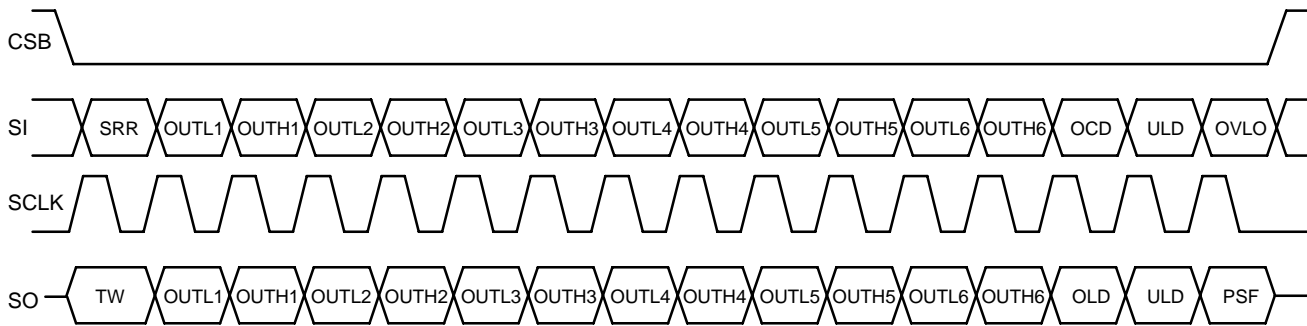 CSB
SI SRR OUTL1 OUTH1 OUTL2 OUTH2 OUTL3 OUTH3 OUTL4 OUTH4 OUTL5 OUTH5 OUTL6 OUTH6 OCD ULD OVLO
SCLK
SO TW OUTL1 OUTH1 OUTL2 OUTH2 OUTL3 OUTH3 OUTL4 OUTH4 OUTL5 OUTH5 OUTL6 OUTH6 OLD ULD PSF